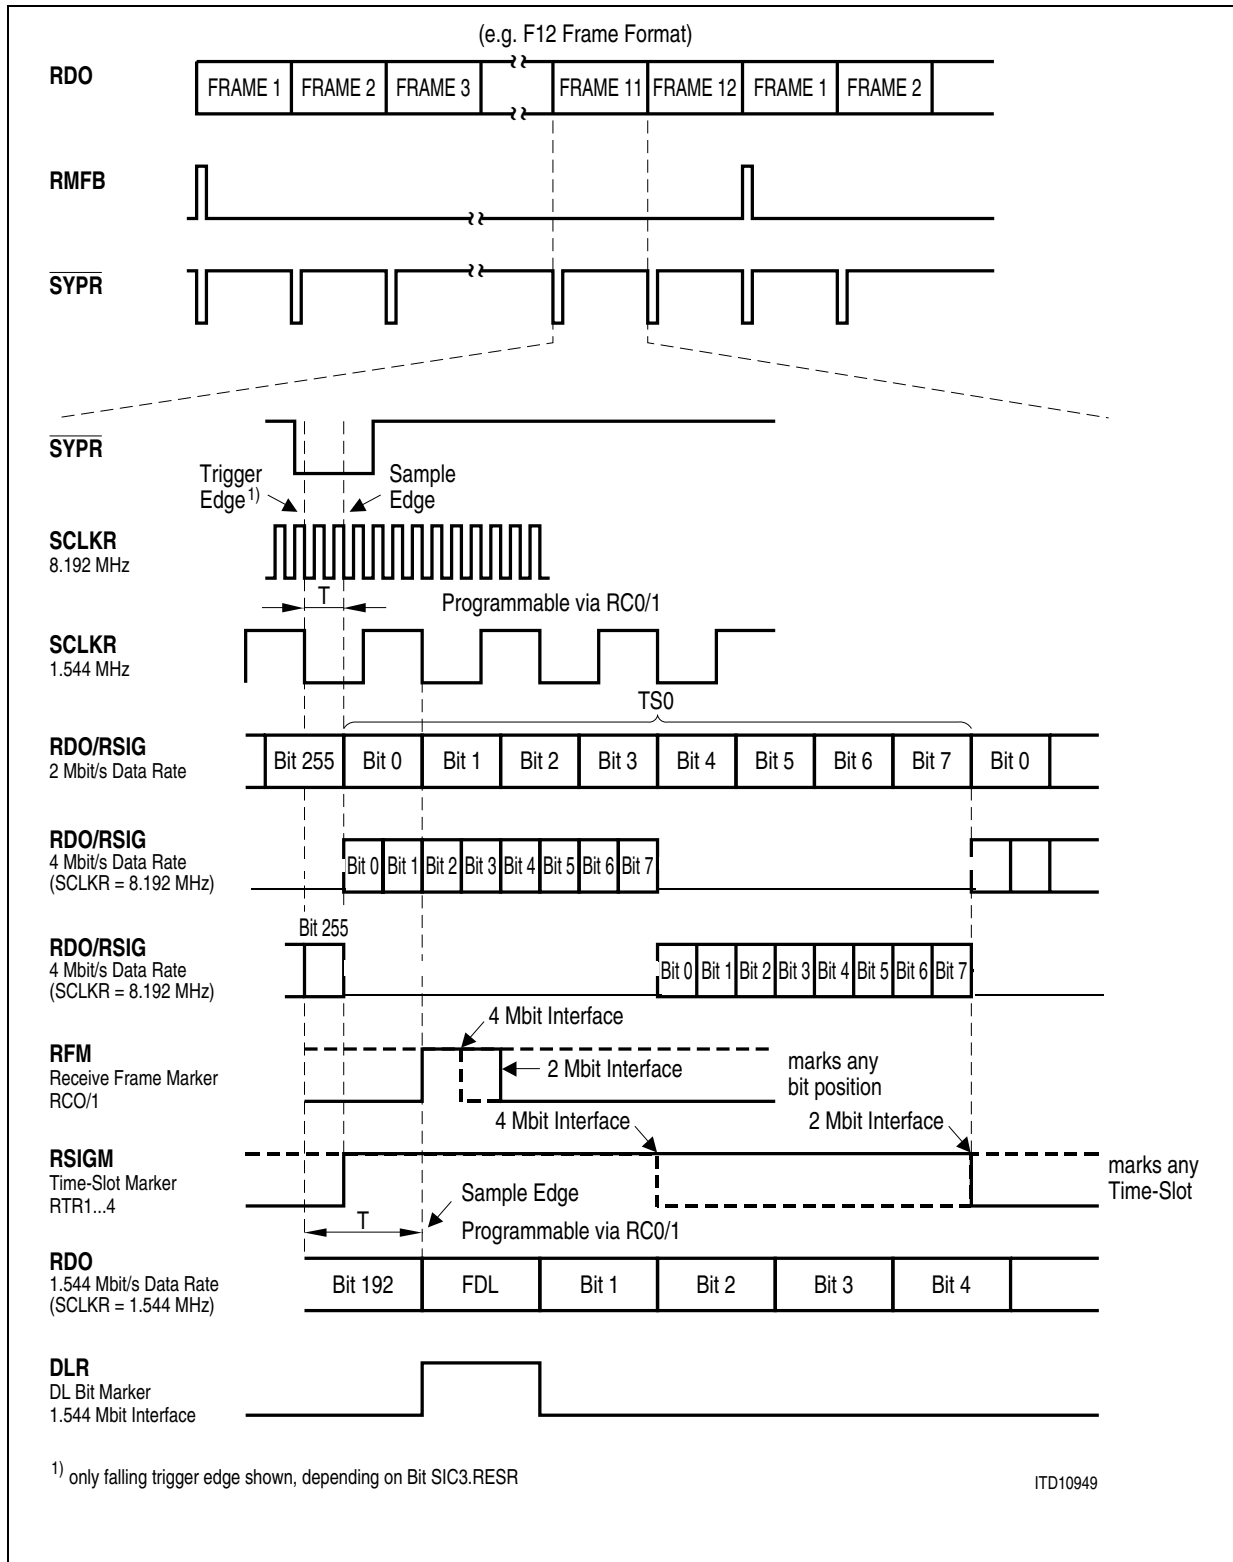 (e.g. F12 Frame Format)
RDO
FRAME 1 FRAME 2 FRAME 3 FRAME 11 FRAME 12 FRAME 1 FRAME 2
RMFB
SYPR
SYPR
Trigger
Edge 1)
Sample
Edge
SCLKR
8.192 MHz
T
Programmable via RC0/1
SCLKR
1.544 MHz
TS0
RDO/RSIG
2 Mbit/s Data Rate
Bit 255 Bit 0 Bit 1 Bit 2 Bit 3 Bit 4 Bit 5 Bit 6 Bit 7 Bit 0
RDO/RSIG
4 Mbit/s Data Rate
(SCLKR = 8.192 MHz)
Bit 0 Bit 1 Bit 2 Bit 3 Bit 4 Bit 5 Bit 6 Bit 7
Bit 255
RDO/RSIG
4 Mbit/s Data Rate
(SCLKR = 8.192 MHz)
Bit 0 Bit 1 Bit 2 Bit 3 Bit 4 Bit 5 Bit 6 Bit 7
4 Mbit Interface
RFM
Receive Frame Marker
RCO/1
2 Mbit Interface
marks any
bit position
4 Mbit Interface
2 Mbit Interface
RSIGM
Time-Slot Marker
RTR1...4
marks any
Time-Slot
T
Sample Edge
Programmable via RC0/1
RDO
1.544 Mbit/s Data Rate
(SCLKR = 1.544 MHz)
Bit 192 FDL Bit 1 Bit 2 Bit 3 Bit 4
DLR
DL Bit Marker
1.544 Mbit Interface
1) only falling trigger edge shown, depending on Bit SIC3.RESR
ITD10949